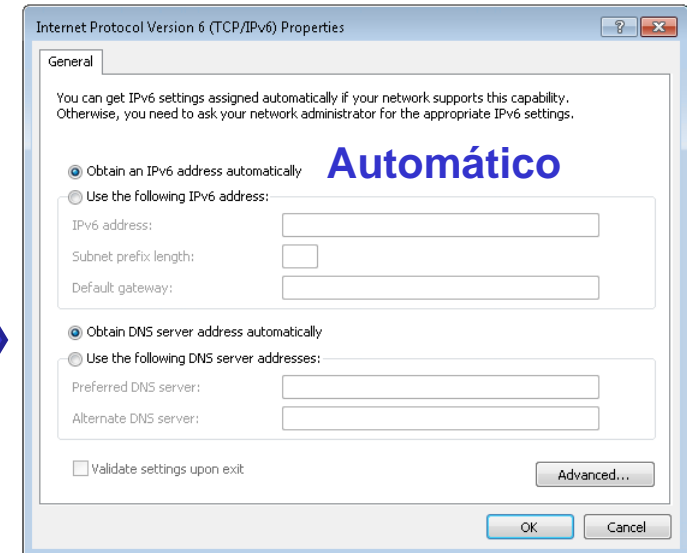 Internet Protocol Version 6 (TCP/IPv6) Properties
General
You can get IPv6 settings assigned automatically if your network supports this capability.
Otherwise, you need to ask your network administrator for the appropriate IPv6 settings.
Obtain an IPv6 address automatically
Automático
Use the following IPv6 address:
IPv6 address:
Subnet prefix length:
Default gateway:
Obtain DNS server address automatically
Use the following DNS server addresses:
Preferred DNS server:
Alternate DNS server:
Validate settings upon exit
Advanced...
OK
Cancel